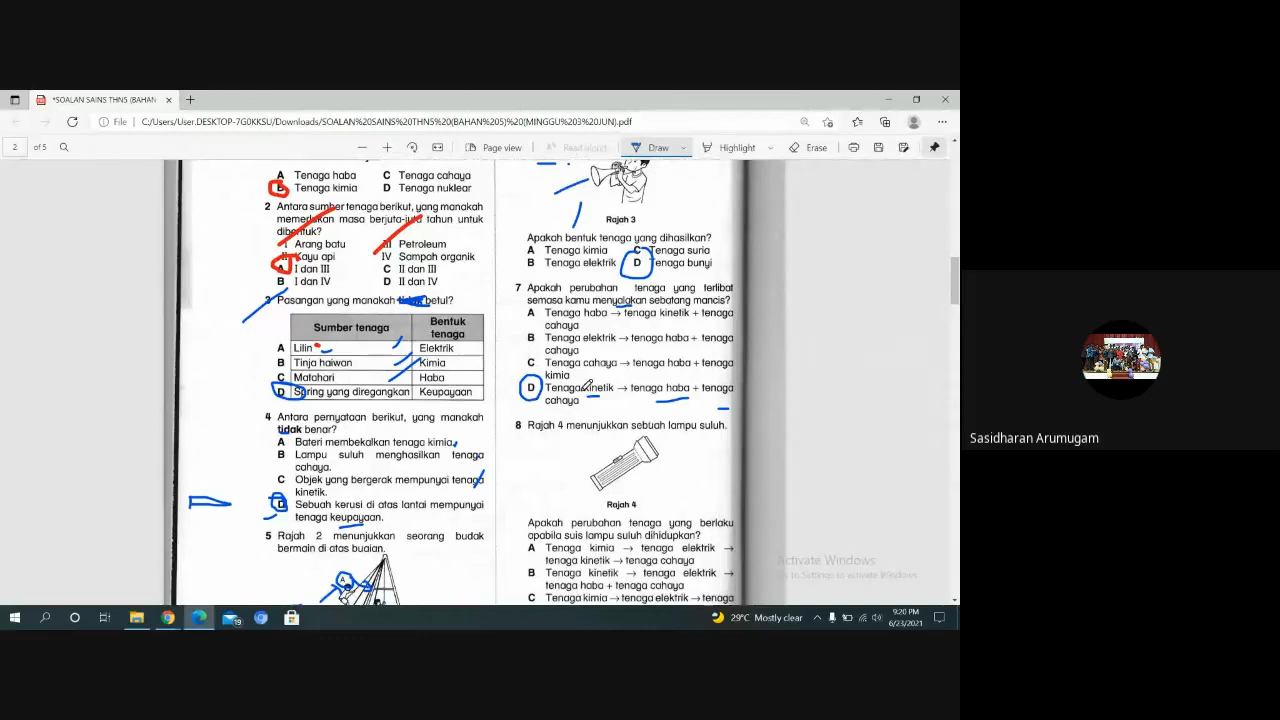 *SOALAN SAINS THN5 (BAHAN
File
C:/Users/User.DESKTOP-7G0KKSU/Downloads/SOALAN%20SAINS%20THN5%20(BAHAN%205)%20(MINGGU%203%20JUN).pdf
2 of 5
Page view
Read aloud
Draw
Highlight
Erase
A Tenaga haba C Tenaga cahaya
Tenaga kimia D Tenaga nuklear
2 Antara sumber tenaga berikut, yang manakah
memerlukan masa berjuta-juta tahun untuk
dibentuk?
I Arang batu III Petroleum
II Kayu api IV Sampah organik
A I dan III C II dan III
B I dan IV D II dan IV
3 Pasangan yang manakah tidak betul?
Sumber tenaga Bentuk
tenaga
A Lilin Elektrik
B Tinja haiwan Kimia
C Matahari Haba
D Spring yang diregangkan Keupayaan
4 Antara pernyataan berikut, yang manakah
tidak benar?
A Bateri membekalkan tenaga kimia.
B Lampu suluh menghasilkan tenaga
cahaya.
C Objek yang bergerak mempunyai tenaga
kinetik.
D Sebuah kerusi di atas lantai mempunyai
tenaga keupayaan.
5 Rajah 2 menunjukkan seorang budak
bermain di atas buaian.
A
Rajah 3
Apakah bentuk tenaga yang dihasilkan?
A Tenaga kimia C Tenaga suria
B Tenaga elektrik D Tenaga bunyi
7 Apakah perubahan tenaga yang terlibat
semasa kamu menyalakan sebatang mancis?
A Tenaga haba → tenaga kinetik + tenaga
cahaya
B Tenaga elektrik → tenaga haba + tenaga
cahaya
C Tenaga cahaya → tenaga haba + tenaga
kimia
D Tenaga kinetik → tenaga haba + tenaga
cahaya
8 Rajah 4 menunjukkan sebuah lampu suluh.
Rajah 4
Apakah perubahan tenaga yang berlaku
apabila suis lampu suluh dihidupkan?
A Tenaga kimia → tenaga elektrik →
tenaga kinetik → tenaga cahaya
B Tenaga kinetik → tenaga elektrik →
tenaga haba + tenaga cahaya
C Tenaga kimia → tenaga elektrik → tenaga
Activate Windows
Go to Settings to activate Windows.
Sasidharan Arumugam
19
29°C Mostly clear
9:20 PM
6/23/2021